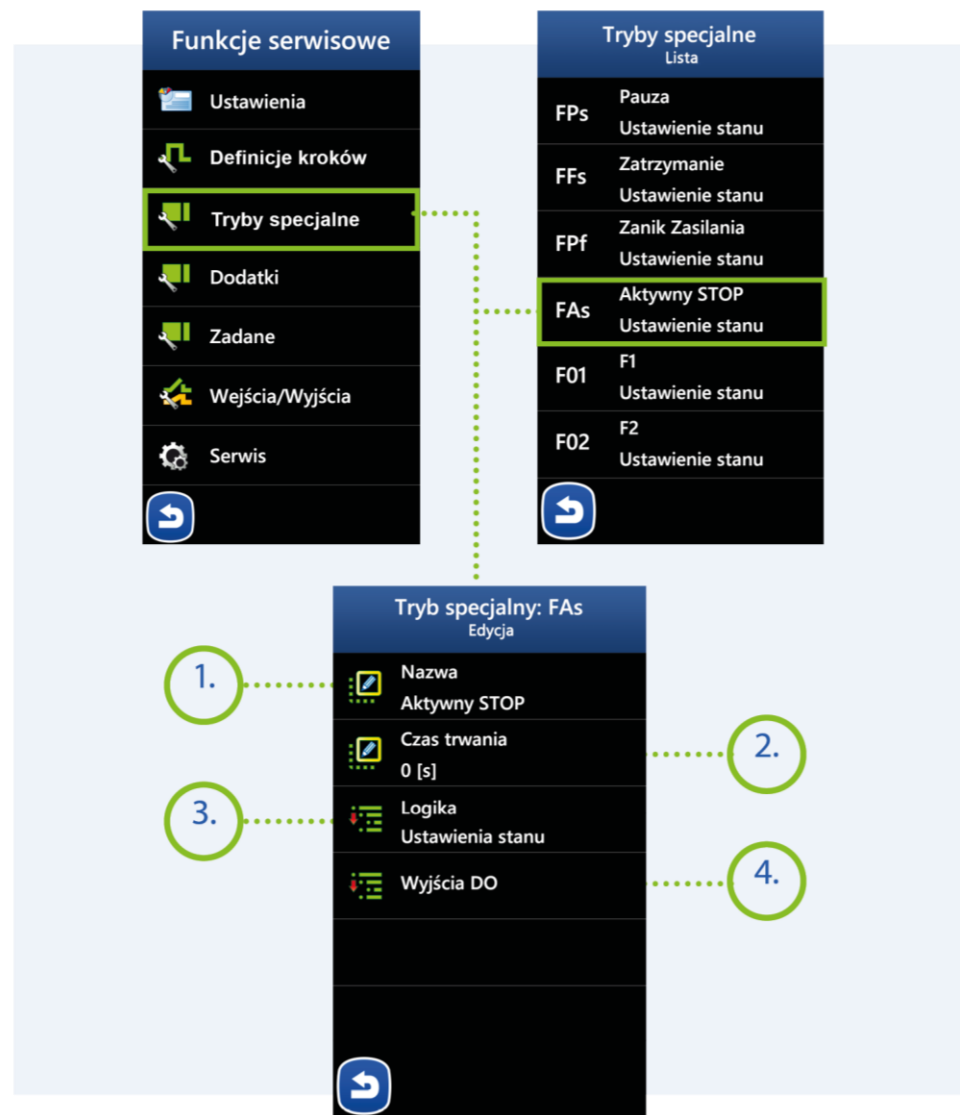 Funkcje serwisowe
Ustawienia
Definicje kroków
Tryby specjalne
Dodatki
Zadane
Wejścia/Wyjścia
Serwis
Tryby specjalne
Lista
FPs
Pauza
Ustawienie stanu
FFs
Zatrzymanie
Ustawienie stanu
FPf
Zanik Zasilania
Ustawienie stanu
FAs
Aktywny STOP
Ustawienie stanu
F01
F1
Ustawienie stanu
F02
F2
Ustawienie stanu
Tryb specjalny: FAs
Edycja
1.
Nazwa
Aktywny STOP
Czas trwania
0 [s]
2.
3.
Logika
Ustawienia stanu
Wyjścia DO
4.